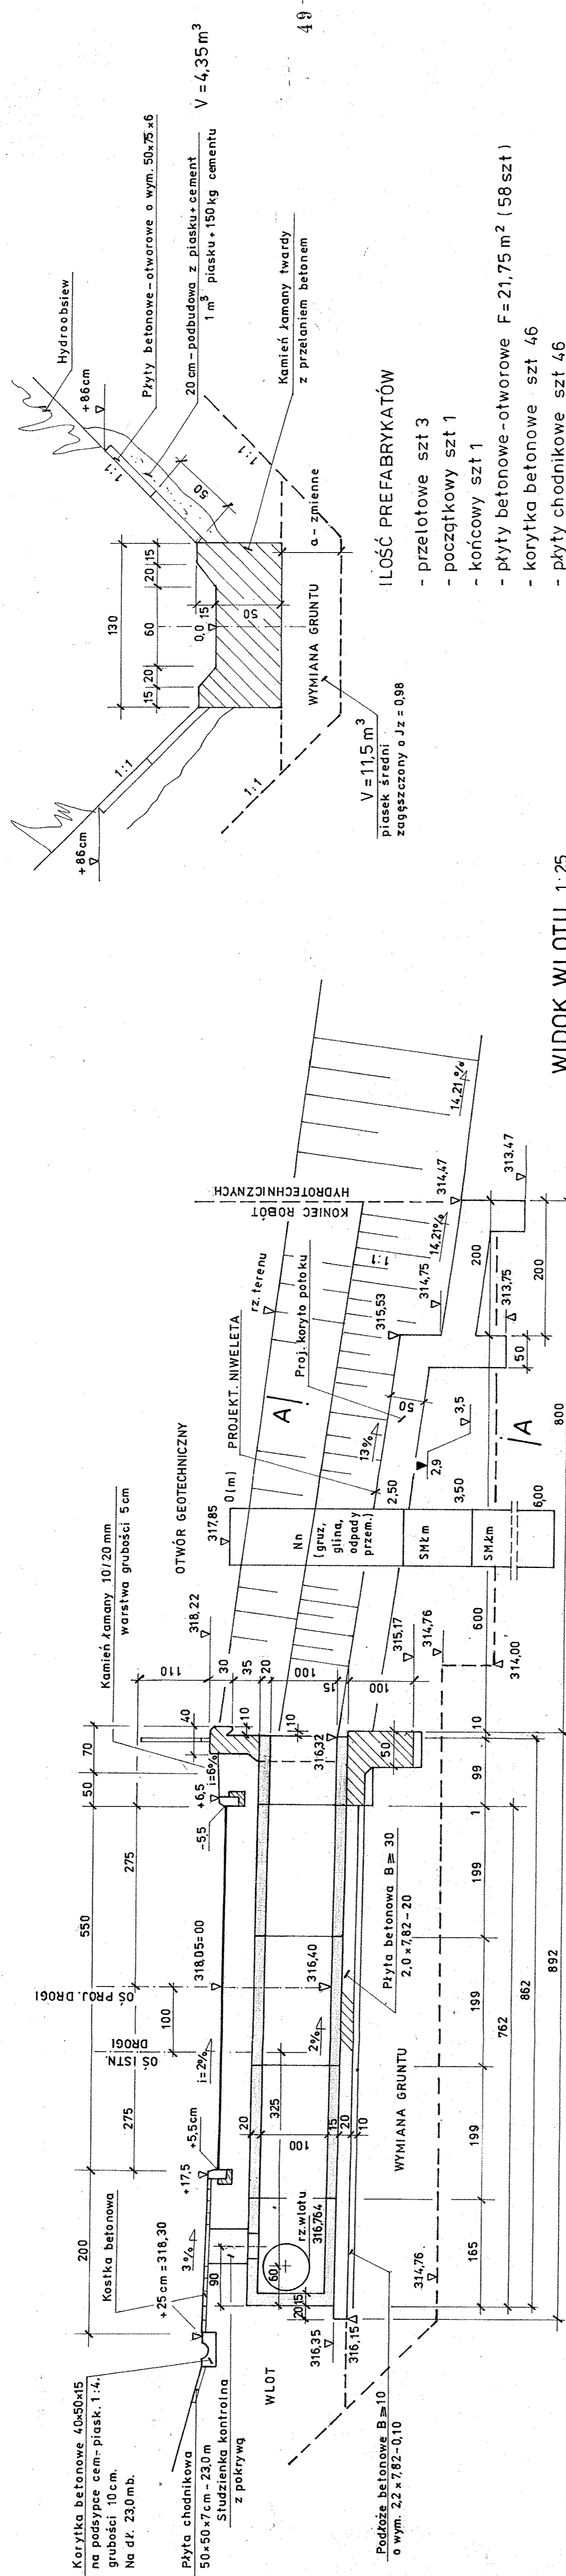 Korytka betonowe 40x50x15
na podsypce cem-piask. 1:4.
grubości 10 cm.
Na dł. 23,0 mb.
Płyta chodnikowa
50x50x7cm – 23,0 m
Studzienka kontrolna
z pokrywą
WLOT
Podłoże betonowe B≥10
o wym. 2,2 x 7,82–0,10
Kostka betonowa
+25 cm = 318,30
3%
+17,5
+5,5cm
200
550
50
70
40
275
275
100
i=2%
OŚ ISTN.
DROGI
OŚ PROJ. DROGI
318,05=00
-5,5
+6,5
i=6%
Kamień łamany 10/20 mm
warstwa grubości 5 cm
110
30
35
20
100
15
100
10
10
90
60
325
20
100
15
20
10
20
15
rz. wlotu
316,764
2%
316,40
316,32
316,35
316,15
314,76
50
Płyta betonowa B≥30
2,0 x 7,82 – 20
WYMIANA GRUNTU
165
199
199
199
1
99
10
762
862
892
600
800
318,22
OTWÓR GEOTECHNICZNY
317,85
0 (m)
Nn
(gruz,
glina,
odpady
przem.)
2,50
SMŁm
3,50
SMŁm
6,00
2,9
3,5
315,17
314,76
314,00
PROJEKT. NIWELETA
Proj. koryto potoku
rz. terenu
A
A
13%
50
315,53
314,75
1:1
14,21%
14,21%
KONIEC ROBÓT
HYDROTECHNICZNYCH
314,47
313,47
313,75
200
200
50
+86cm
+86cm
1:1
1:1
1:1
1:1
130
15
20
60
20
15
0,0
15
50
50
Hydroobsiew
Płyty betonowe-otworowe o wym. 50x75x6
20 cm – podbudowa z piasku + cement
1 m³ piasku + 150 kg cementu
V = 4,35 m³
Kamień łamany twardy
z przelaniem betonem
a – zmienne
WYMIANA GRUNTU
V = 11,5 m³
piasek średni
zagęszczony o Jz = 0,98
ILOŚĆ PREFABRYKATÓW
- przelotowe szt 3
- początkowy szt 1
- końcowy szt 1
- płyty betonowe-otworowe F = 21,75 m² (58 szt)
- korytka betonowe szt 46
- płyty chodnikowe szt 46
WIDOK WLOTU 1:25
49